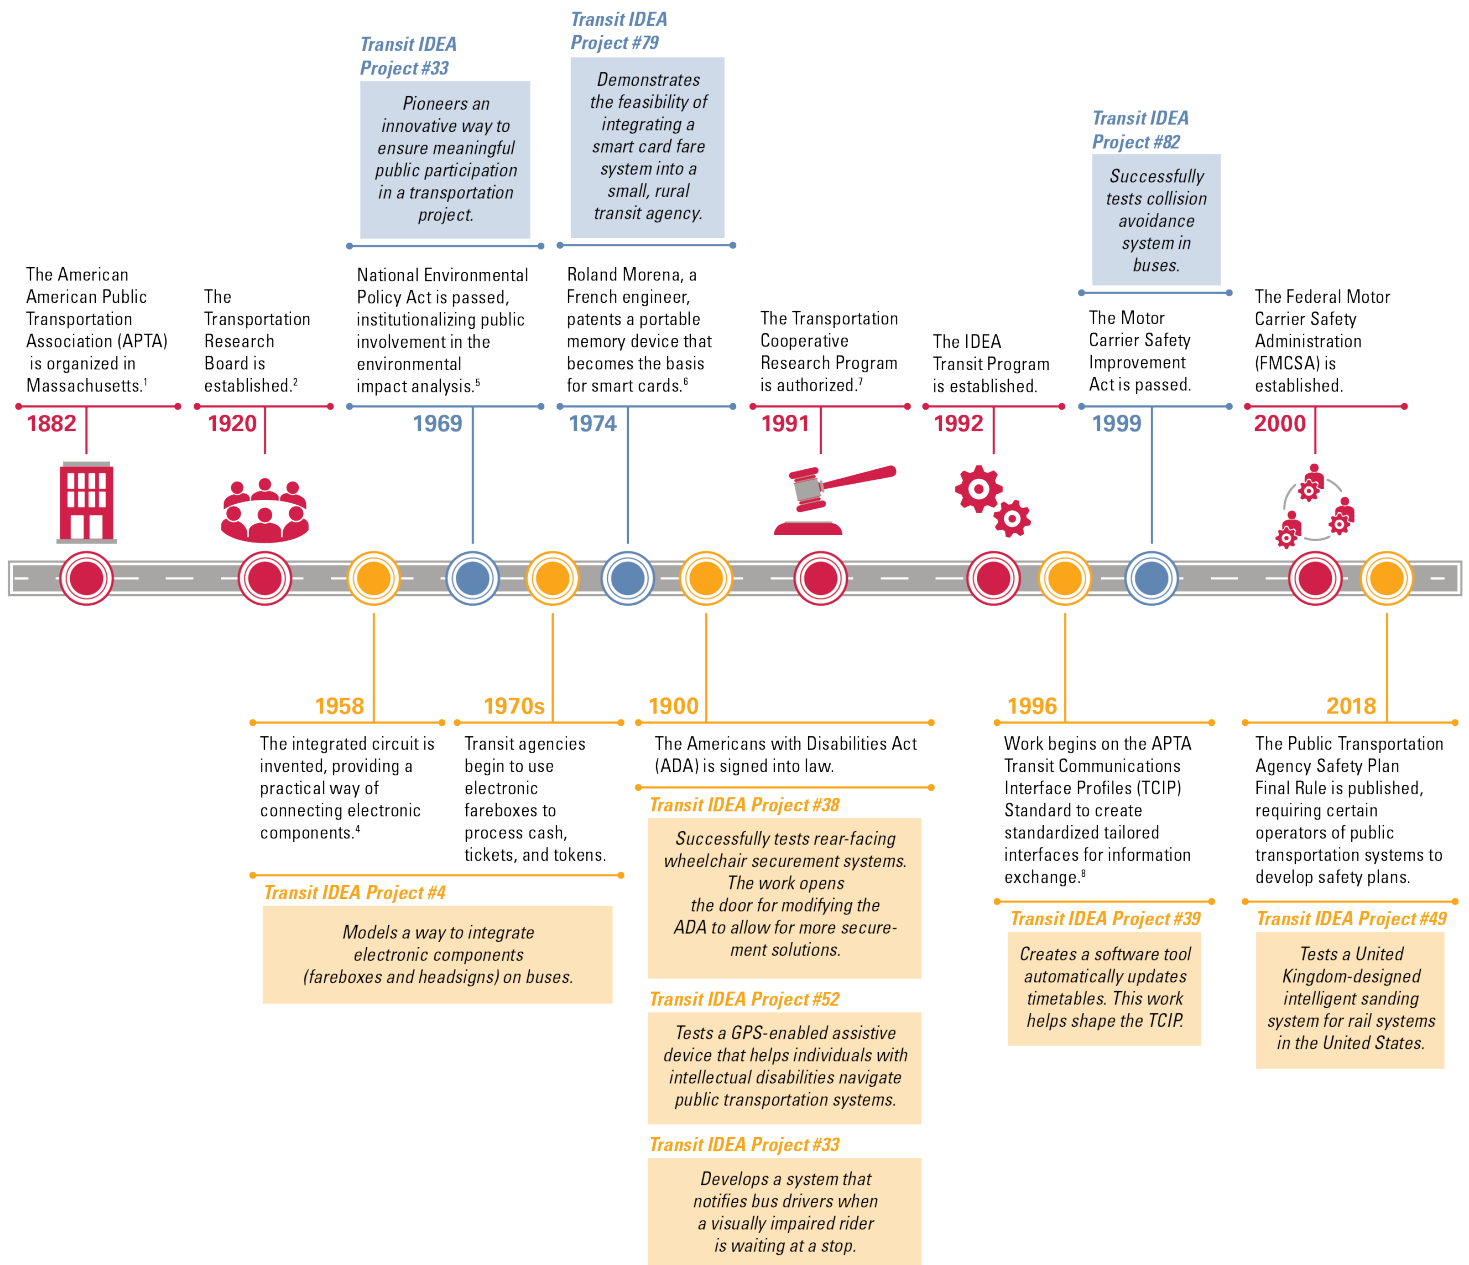 Transit IDEA
Project #33
Pioneers an
innovative way to
ensure meaningful
public participation
in a transportation
project.
Transit IDEA
Project #79
Demonstrates
the feasibility of
integrating a
smart card fare
system into a
small, rural
transit agency.
Transit IDEA
Project #82
Successfully
tests collision
avoidance
system in
buses.
The American
American Public
Transportation
Association (APTA)
is organized in
Massachusetts.¹
1882
The
Transportation
Research
Board is
established.²
1920
National Environmental
Policy Act is passed,
institutionalizing public
involvement in the
environmental
impact analysis.⁵
1969
Roland Morena, a
French engineer,
patents a portable
memory device that
becomes the basis
for smart cards.⁶
1974
The Transportation
Cooperative
Research Program
is authorized.⁷
1991
The IDEA
Transit Program
is established.
1992
The Motor
Carrier Safety
Improvement
Act is passed.
1999
The Federal Motor
Carrier Safety
Administration
(FMCSA) is
established.
2000
1958
The integrated circuit is
invented, providing a
practical way of
connecting electronic
components.⁴
1970s
Transit agencies
begin to use
electronic
fareboxes to
process cash,
tickets, and tokens.
Transit IDEA Project #4
Models a way to integrate
electronic components
(fareboxes and headsigns) on buses.
1900
The Americans with Disabilities Act
(ADA) is signed into law.
Transit IDEA Project #38
Successfully tests rear-facing
wheelchair securement systems.
The work opens
the door for modifying the
ADA to allow for more secure-
ment solutions.
Transit IDEA Project #52
Tests a GPS-enabled assistive
device that helps individuals with
intellectual disabilities navigate
public transportation systems.
Transit IDEA Project #33
Develops a system that
notifies bus drivers when
a visually impaired rider
is waiting at a stop.
1996
Work begins on the APTA
Transit Communications
Interface Profiles (TCIP)
Standard to create
standardized tailored
interfaces for information
exchange.⁸
Transit IDEA Project #39
Creates a software tool
automatically updates
timetables. This work
helps shape the TCIP.
2018
The Public Transportation
Agency Safety Plan
Final Rule is published,
requiring certain
operators of public
transportation systems to
develop safety plans.
Transit IDEA Project #49
Tests a United
Kingdom-designed
intelligent sanding
system for rail systems
in the United States.